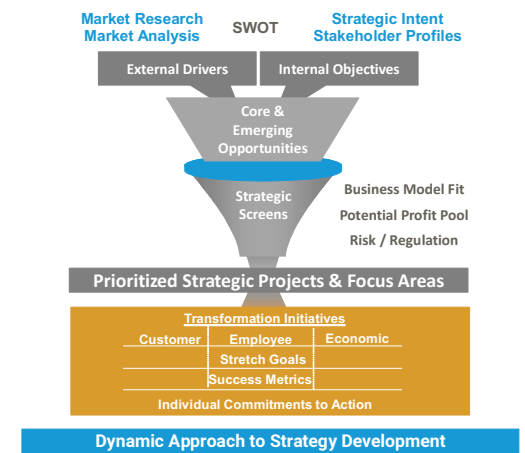 Market Research
Market Analysis
SWOT
Strategic Intent
Stakeholder Profiles
External Drivers
Internal Objectives
Core &
Emerging
Opportunities
Strategic
Screens
Business Model Fit
Potential Profit Pool
Risk / Regulation
Prioritized Strategic Projects & Focus Areas
Transformation Initiatives
Customer
Employee
Economic
Stretch Goals
Success Metrics
Individual Commitments to Action
Dynamic Approach to Strategy Development